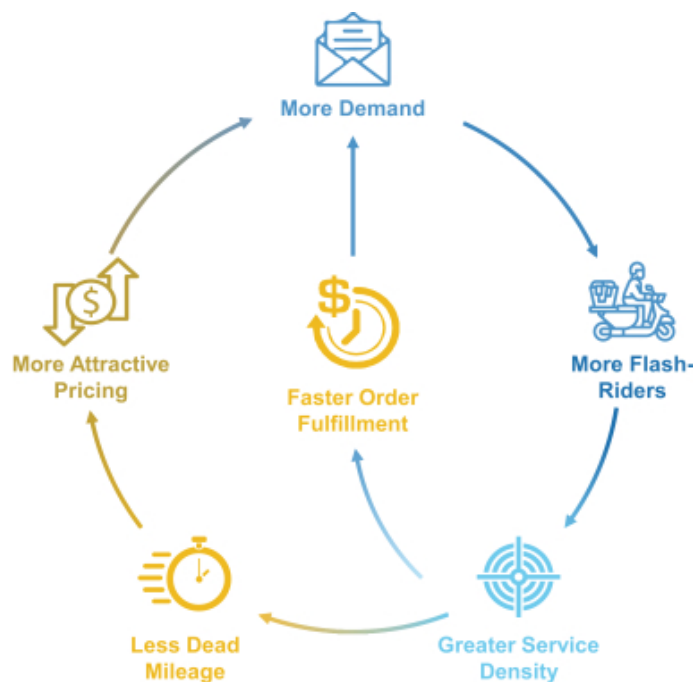 More Demand
More Attractive
Pricing
$
$
Faster Order
Fulfillment
More Flash-
Riders
Less Dead
Mileage
Greater Service
Density